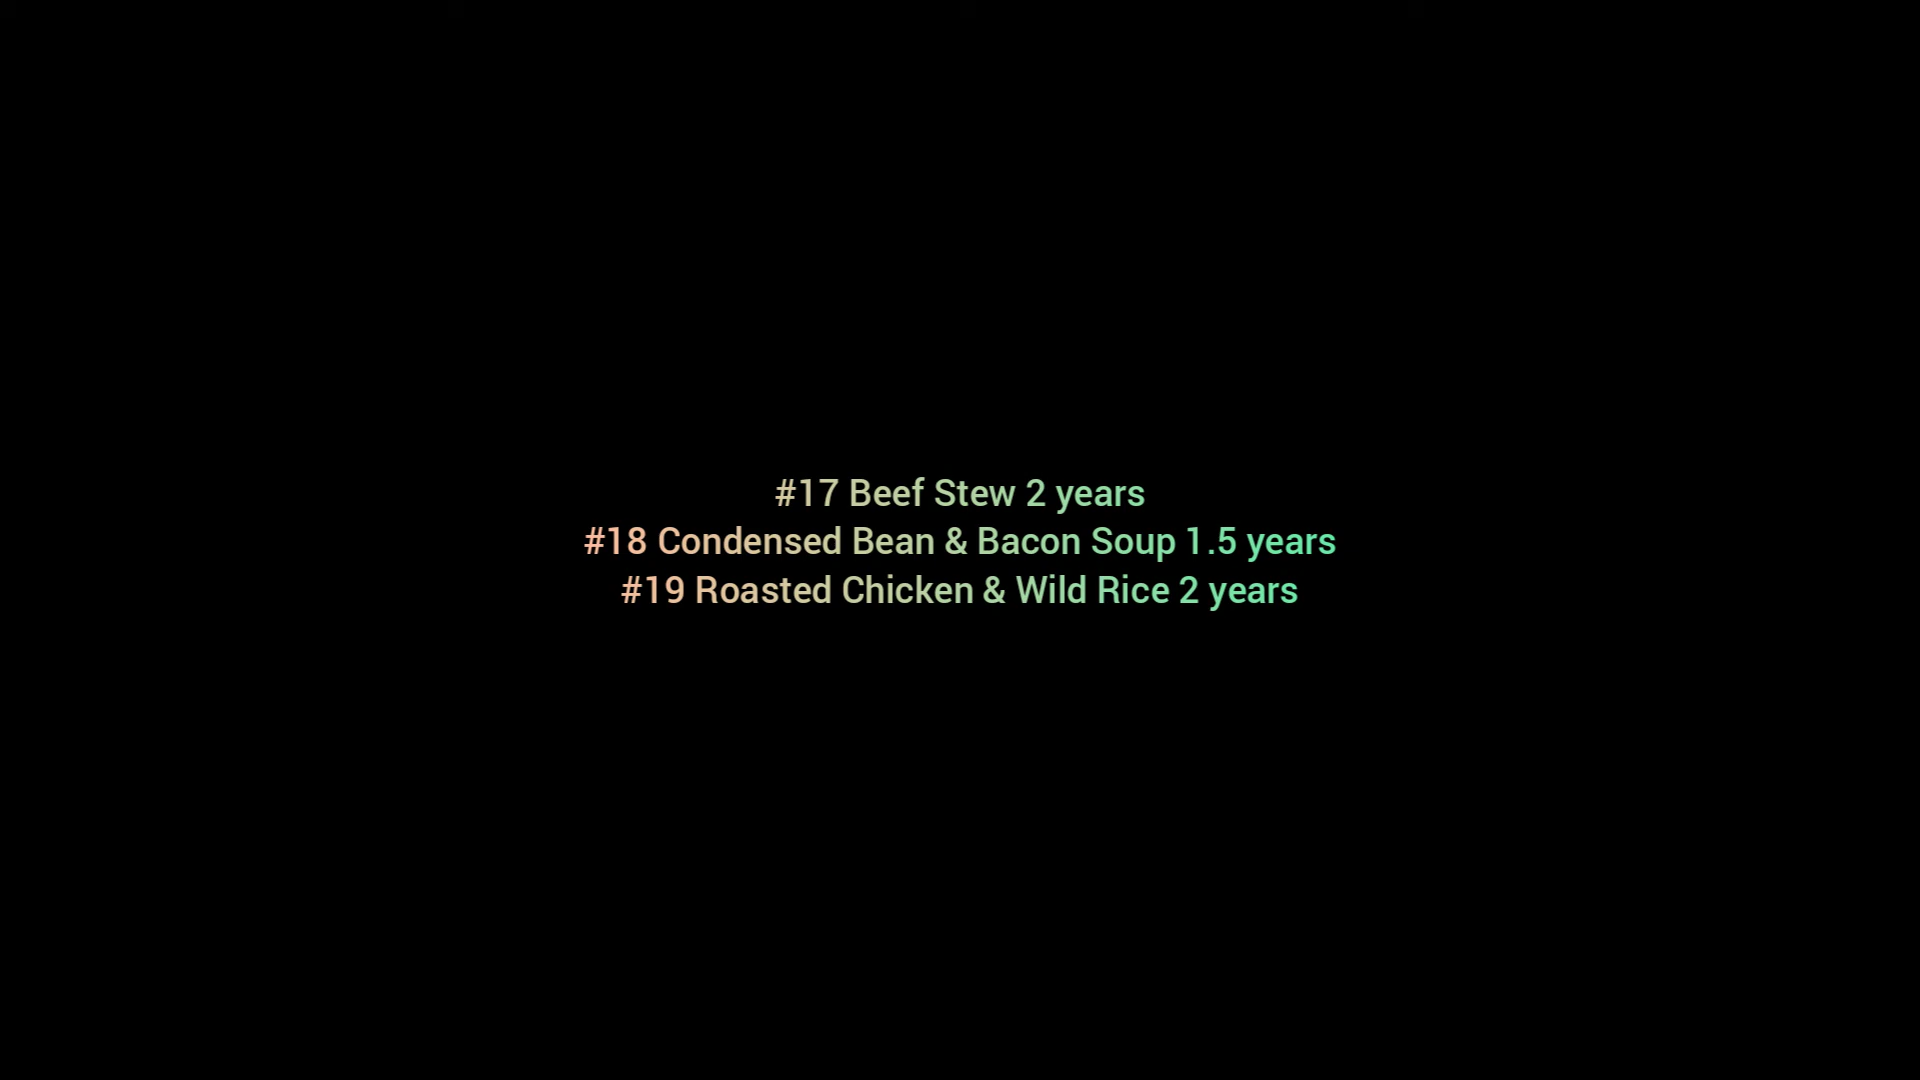 #17 Beef Stew 2 years
#18 Condensed Bean & Bacon Soup 1.5 years
#19 Roasted Chicken & Wild Rice 2 years